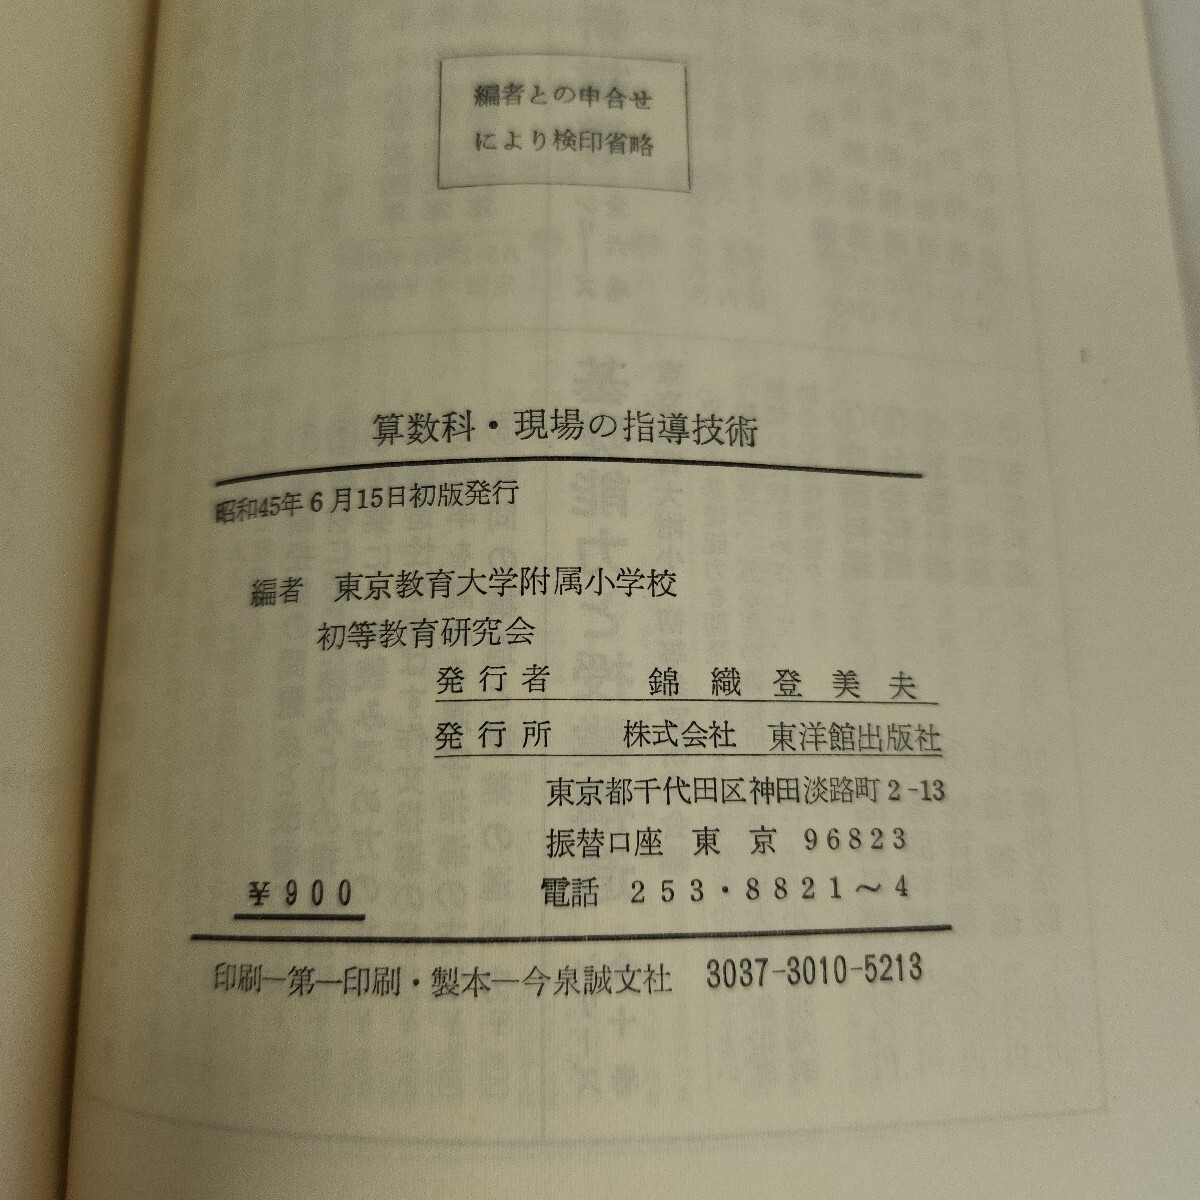 編者との申合せ
により検印省略
算数科・現場の指導技術
昭和45年6月15日初版発行
編者 東京教育大学附属小学校
初等教育研究会
発行者 錦織登美夫
発行所 株式会社 東洋館出版社
東京都千代田区神田淡路町2-13
振替口座 東京 96823
電話 253・8821〜4
¥900
印刷—第一印刷・製本—今泉誠文社 3037-3010-5213